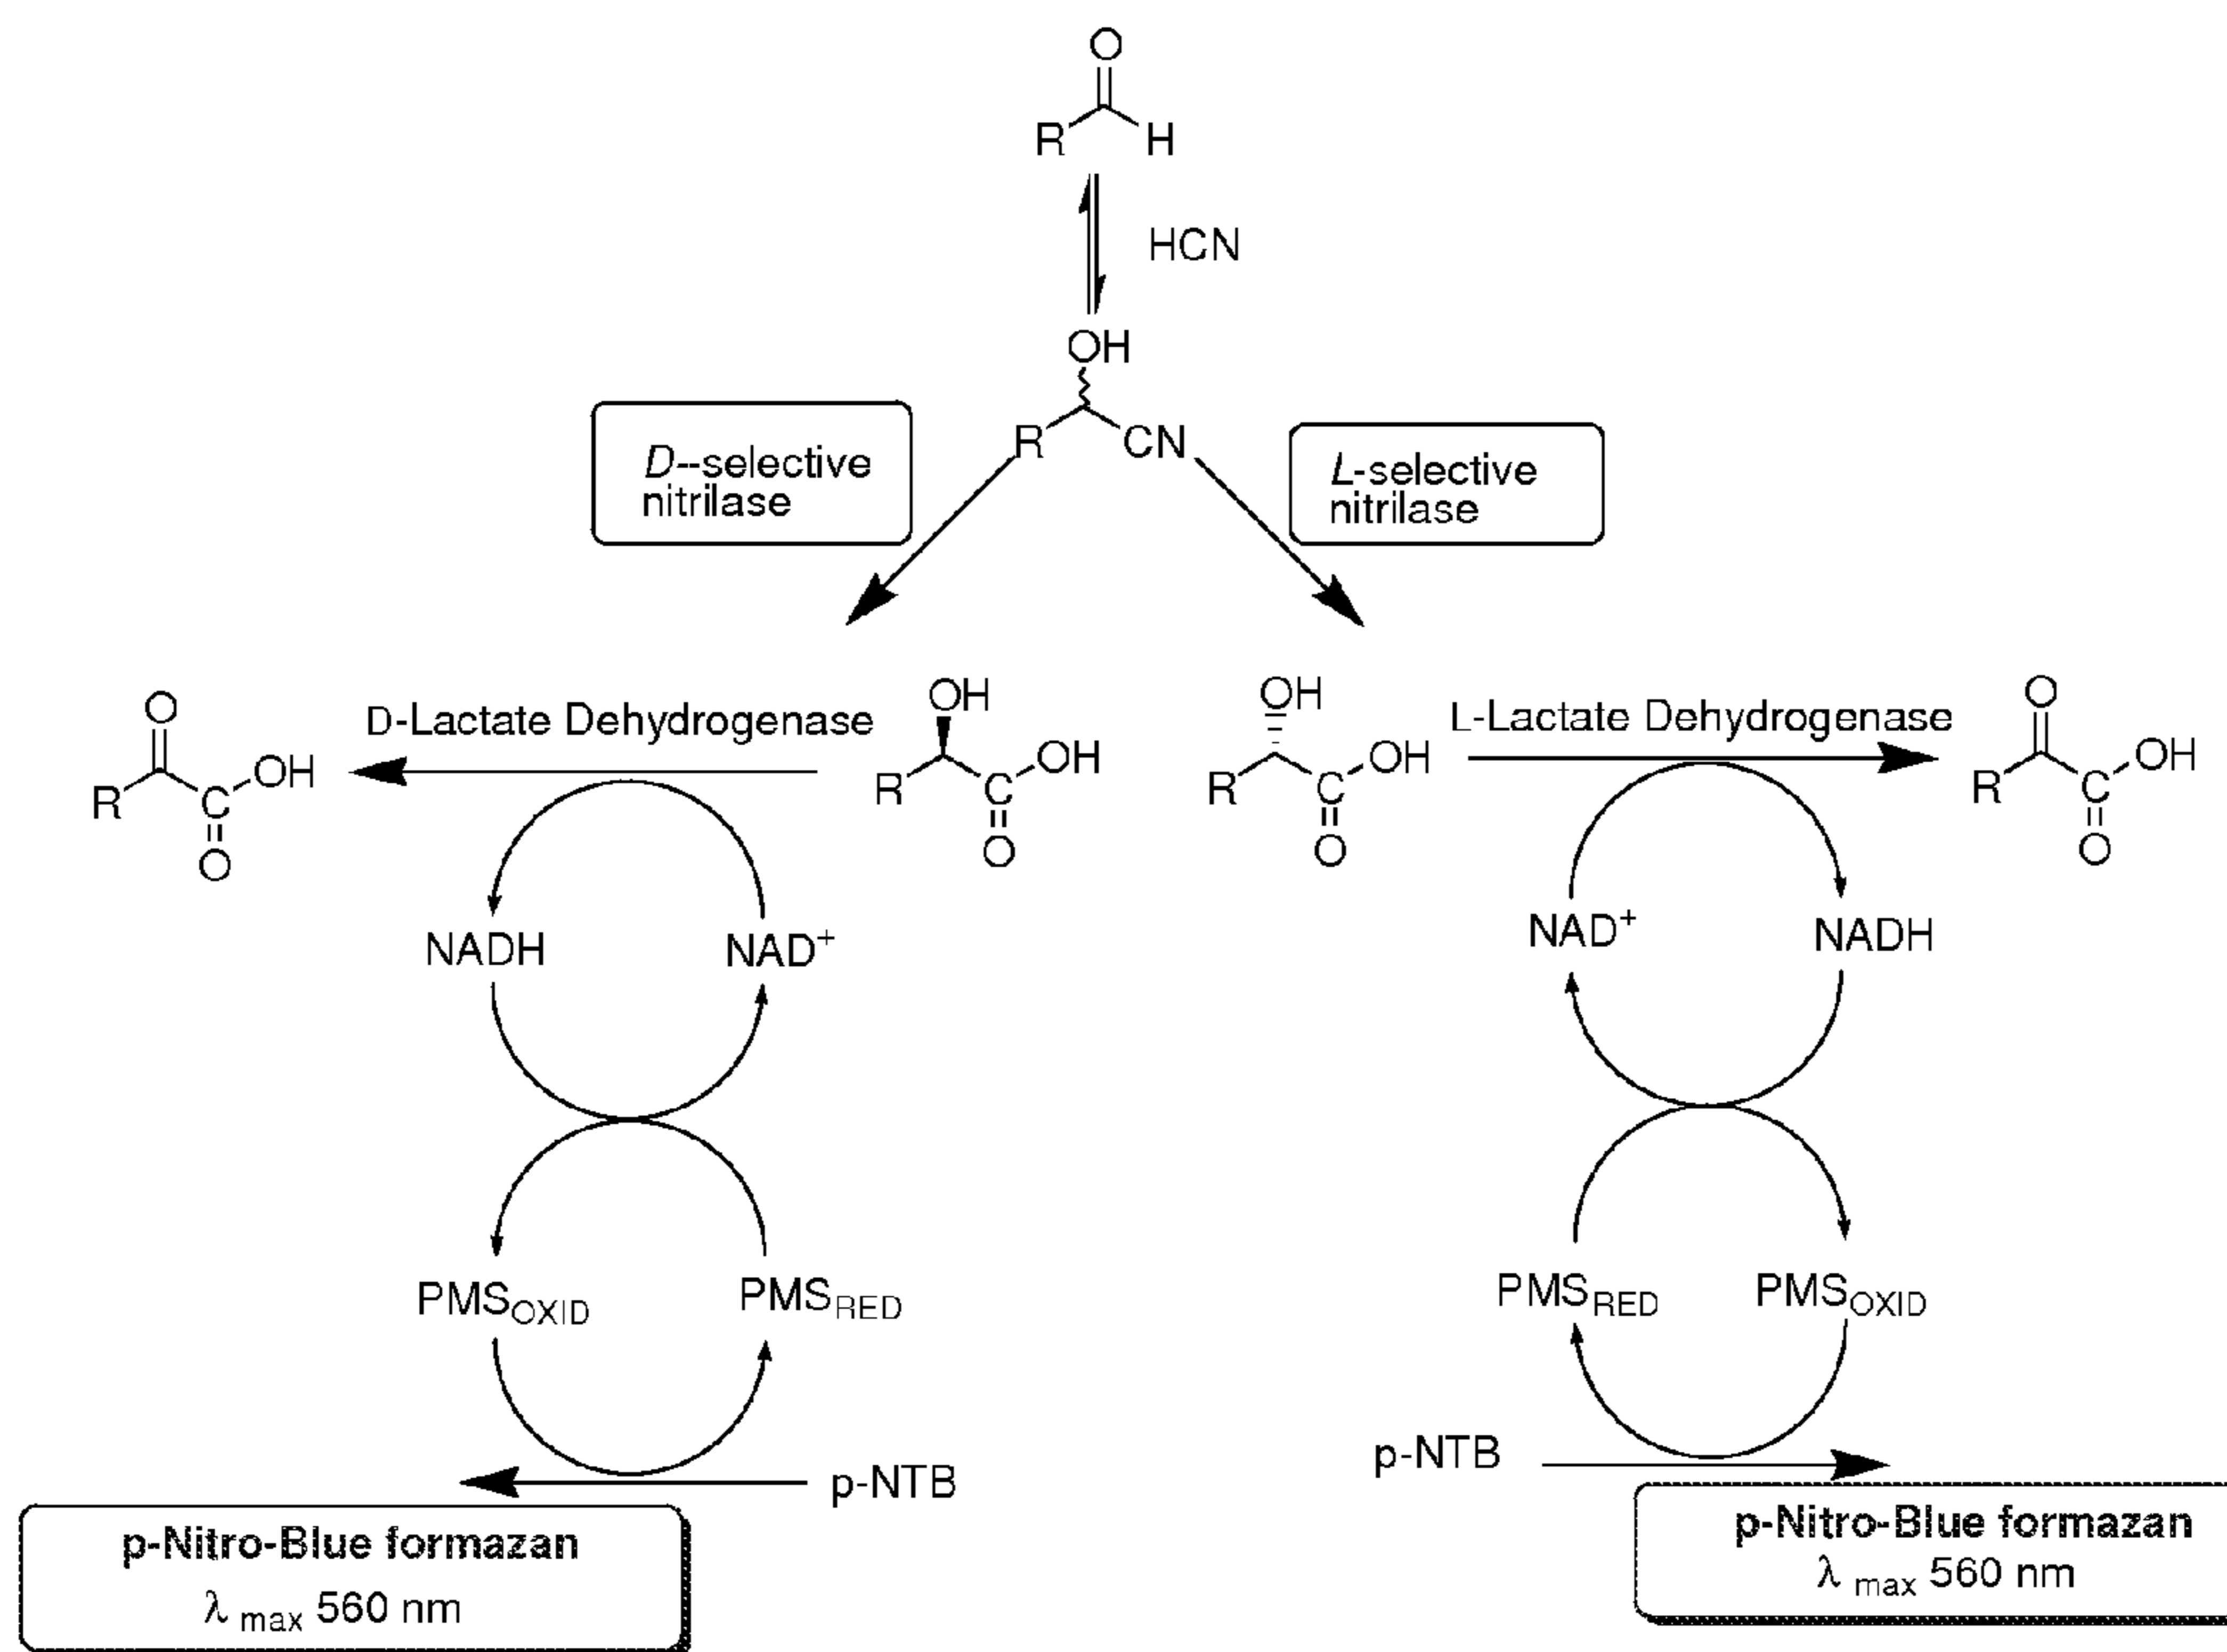 O
R
H
HCN
OH
R
CN
D--selective
nitrilase
L-selective
nitrilase
O
R
C
OH
O
D-Lactate Dehydrogenase
OH
R
C
OH
O
OH
R
C
OH
O
L-Lactate Dehydrogenase
O
R
C
OH
O
NADH
NAD+
NAD+
NADH
PMSOXID
PMSRED
PMSRED
PMSOXID
p-NTB
p-NTB
p-Nitro-Blue formazan
λ max 560 nm
p-Nitro-Blue formazan
λ max 560 nm